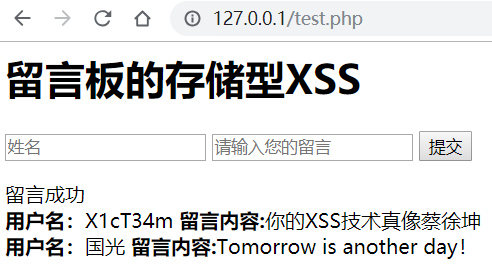 127.0.0.1/test.php
留言板的存储型XSS
姓名 请输入您的留言 提交
留言成功
用户名：X1cT34m 留言内容:你的XSS技术真像蔡徐坤
用户名：国光 留言内容:Tomorrow is another day！